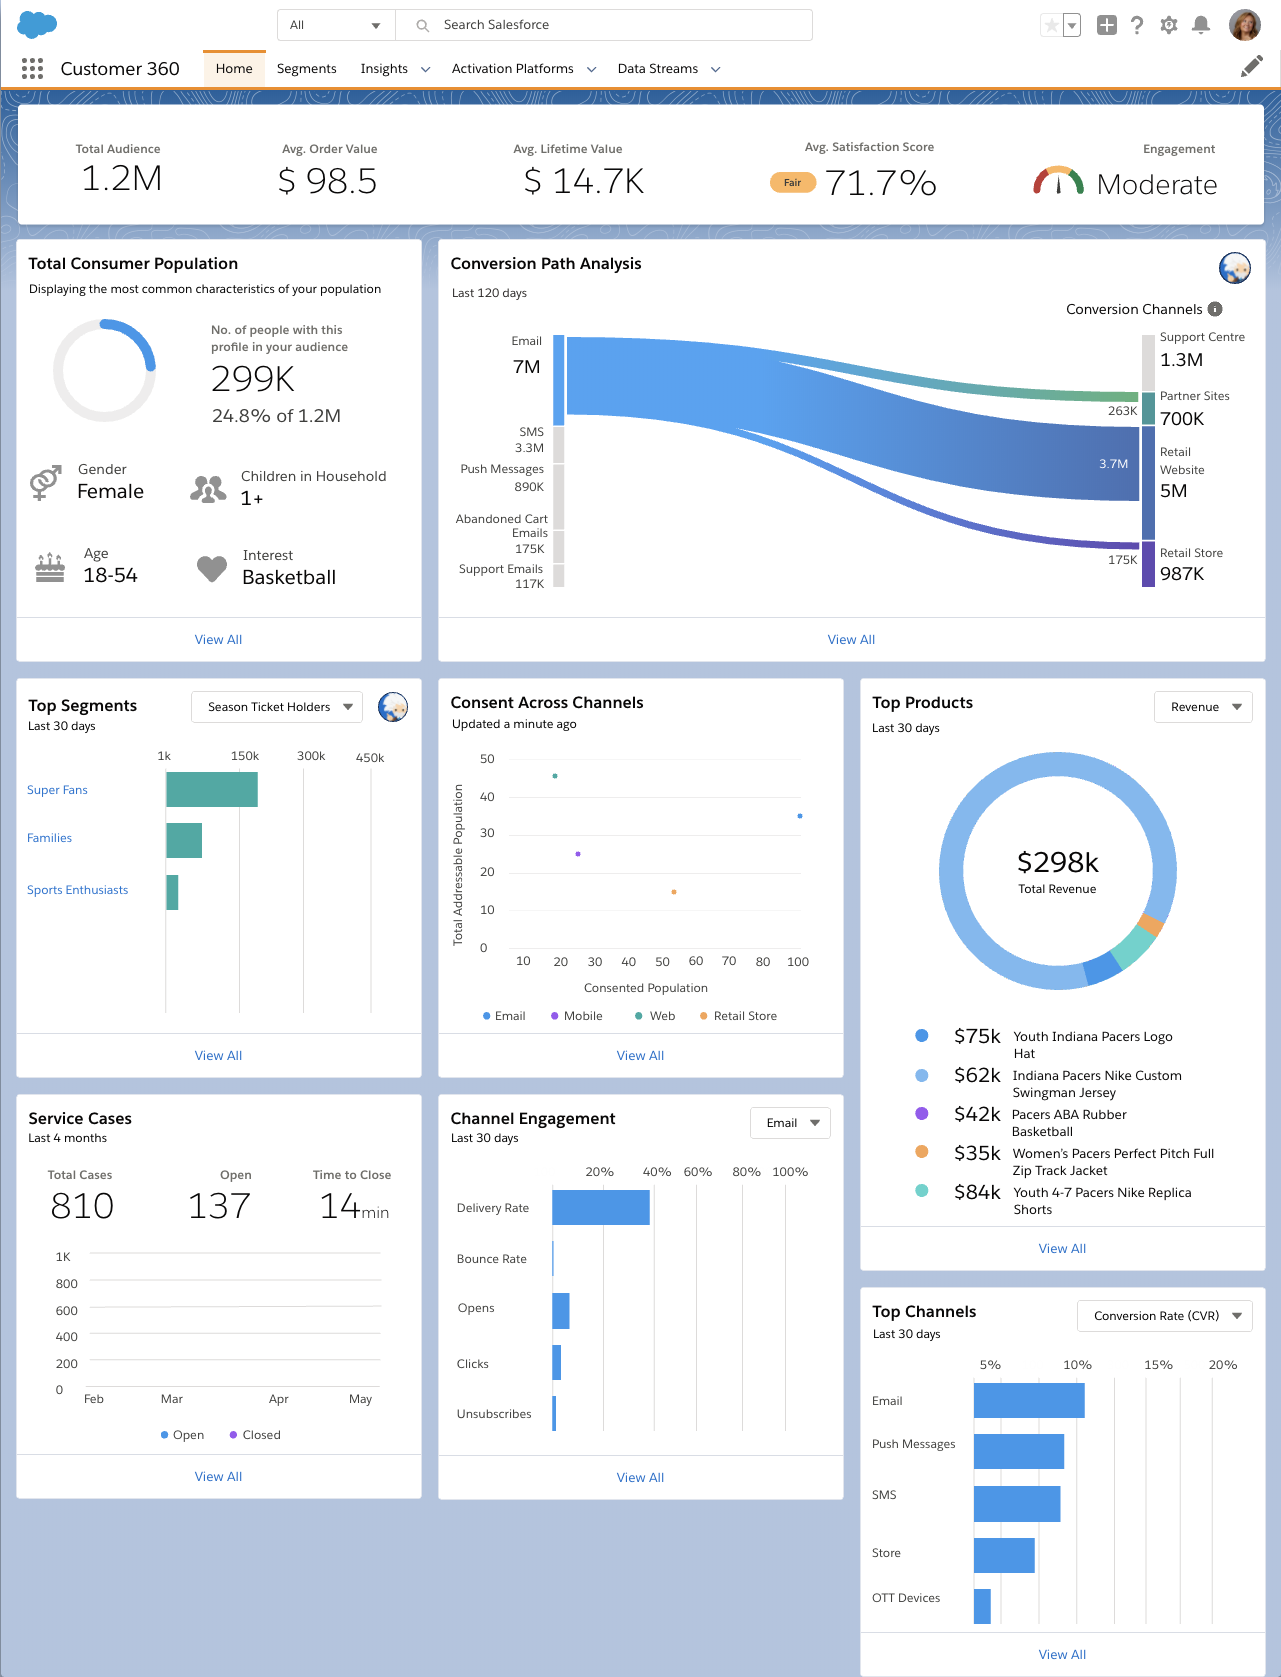 All
Search Salesforce
Customer 360
Home
Segments
Insights
Activation Platforms
Data Streams
Total Audience
1.2M
Avg. Order Value
$ 98.5
Avg. Lifetime Value
$ 14.7K
Avg. Satisfaction Score
Fair
71.7%
Engagement
Moderate
Total Consumer Population
Displaying the most common characteristics of your population
No. of people with this
profile in your audience
299K
24.8% of 1.2M
Gender
Female
Children in Household
1+
Age
18-54
Interest
Basketball
View All
Conversion Path Analysis
Last 120 days
Conversion Channels
Email
7M
SMS
3.3M
Push Messages
890K
Abandoned Cart
Emails
175K
Support Emails
117K
263K
3.7M
175K
Support Centre
1.3M
Partner Sites
700K
Retail
Website
5M
Retail Store
987K
View All
Top Segments
Last 30 days
Season Ticket Holders
1k
150k
300k
450k
Super Fans
Families
Sports Enthusiasts
View All
Consent Across Channels
Updated a minute ago
Total Addressable Population
50
40
30
20
10
0
10
20
30
40
50
60
70
80
100
Consented Population
Email
Mobile
Web
Retail Store
View All
Top Products
Last 30 days
Revenue
$298k
Total Revenue
$75k
Youth Indiana Pacers Logo
Hat
$62k
Indiana Pacers Nike Custom
Swingman Jersey
$42k
Pacers ABA Rubber
Basketball
$35k
Women's Pacers Perfect Pitch Full
Zip Track Jacket
$84k
Youth 4-7 Pacers Nike Replica
Shorts
View All
Service Cases
Last 4 months
Total Cases
810
Open
137
Time to Close
14min
1K
800
600
400
200
0
Feb
Mar
Apr
May
Open
Closed
View All
Channel Engagement
Last 30 days
Email
20%
40%
60%
80%
100%
Delivery Rate
Bounce Rate
Opens
Clicks
Unsubscribes
View All
Top Channels
Last 30 days
Conversion Rate (CVR)
5%
10%
15%
20%
Email
Push Messages
SMS
Store
OTT Devices
View All